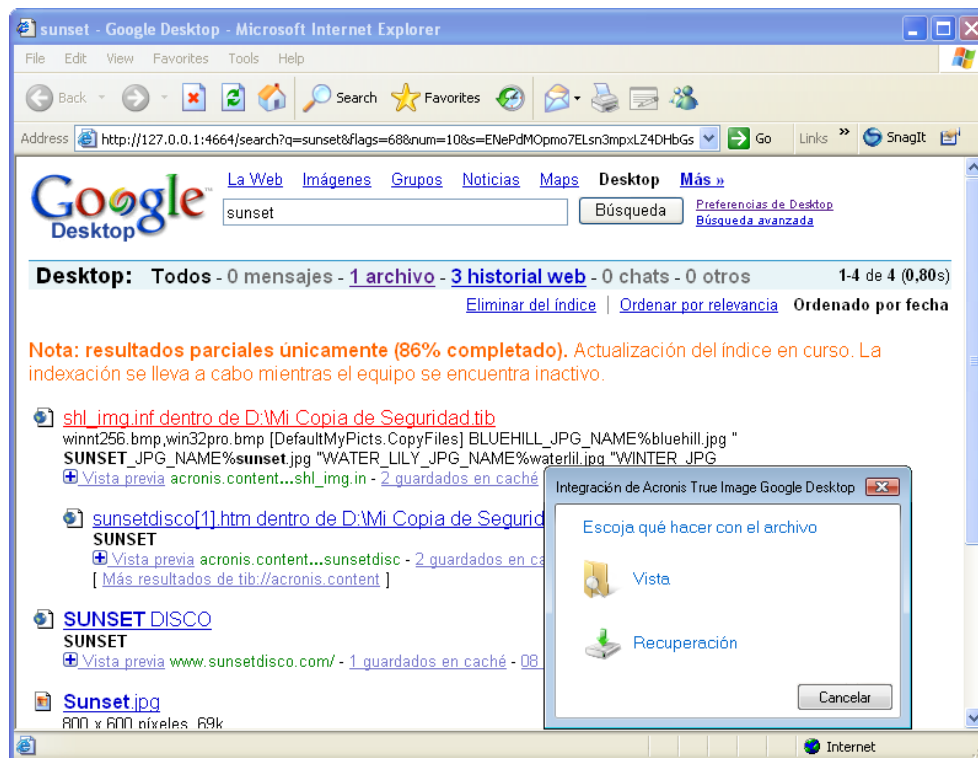 sunset - Google Desktop - Microsoft Internet Explorer
File Edit View Favorites Tools Help
Back Search Favorites
Address http://127.0.0.1:4664/search?q=sunset&flags=68&num=10&s=ENePdMOpmo7ELsn3mpxLZ4DHbGs Go Links » SnagIt
Google Desktop
La Web Imágenes Grupos Noticias Maps Desktop Más »
sunset Búsqueda Preferencias de Desktop
Búsqueda avanzada
Desktop: Todos - 0 mensajes - 1 archivo - 3 historial web - 0 chats - 0 otros 1-4 de 4 (0,80s)
Eliminar del índice | Ordenar por relevancia Ordenado por fecha
Nota: resultados parciales únicamente (86% completado). Actualización del índice en curso. La
indexación se lleva a cabo mientras el equipo se encuentra inactivo.
shl_img.inf dentro de D:\Mi Copia de Seguridad.tib
winnt256.bmp,win32pro.bmp [DefaultMyPicts.CopyFiles] BLUEHILL_JPG_NAME%bluehill.jpg "
SUNSET_JPG_NAME%sunset.jpg "WATER_LILY_JPG_NAME%waterlil.jpg "WINTER_JPG
Vista previa acronis.content...shl_img.in - 2 guardados en caché
sunsetdisco[1].htm dentro de D:\Mi Copia de Segurid
SUNSET
Vista previa acronis.content...sunsetdisc - 2 guardados en ca
[ Más resultados de tib://acronis.content ]
SUNSET DISCO
SUNSET
Vista previa www.sunsetdisco.com/ - 1 guardados en caché - 08
Sunset.jpg
800 x 600 píxeles, 69k
Integración de Acronis True Image Google Desktop
Escoja qué hacer con el archivo
Vista
Recuperación
Cancelar
Internet